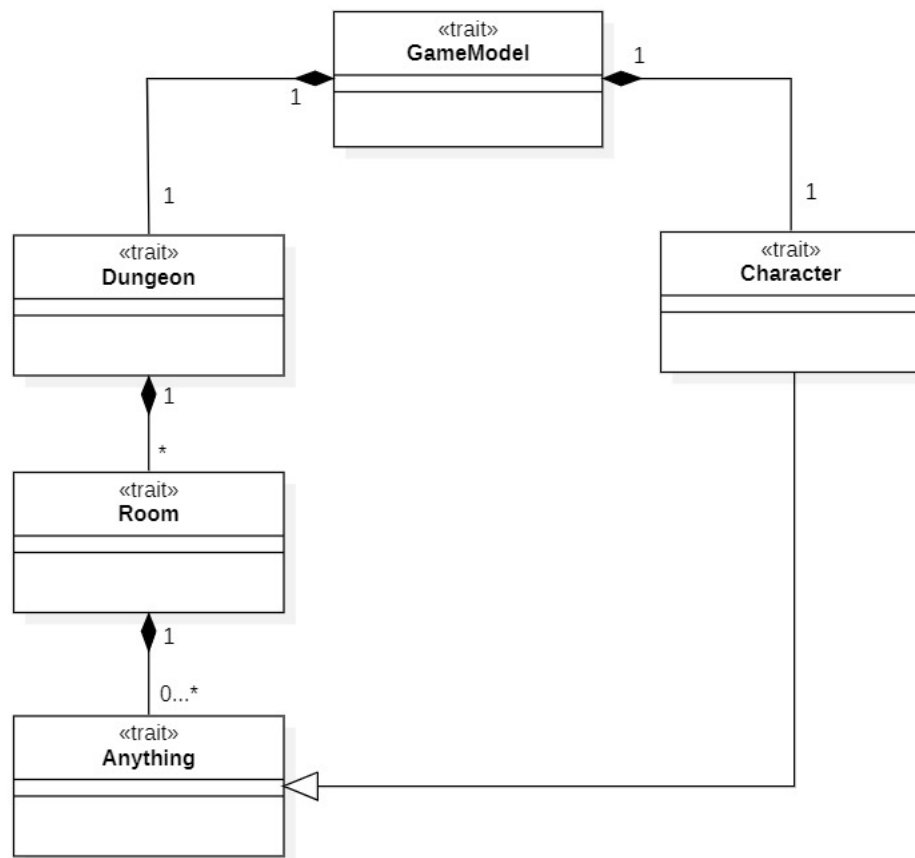 «trait»
GameModel
1
1
1
1
«trait»
Dungeon
«trait»
Character
1
*
«trait»
Room
1
0...*
«trait»
Anything